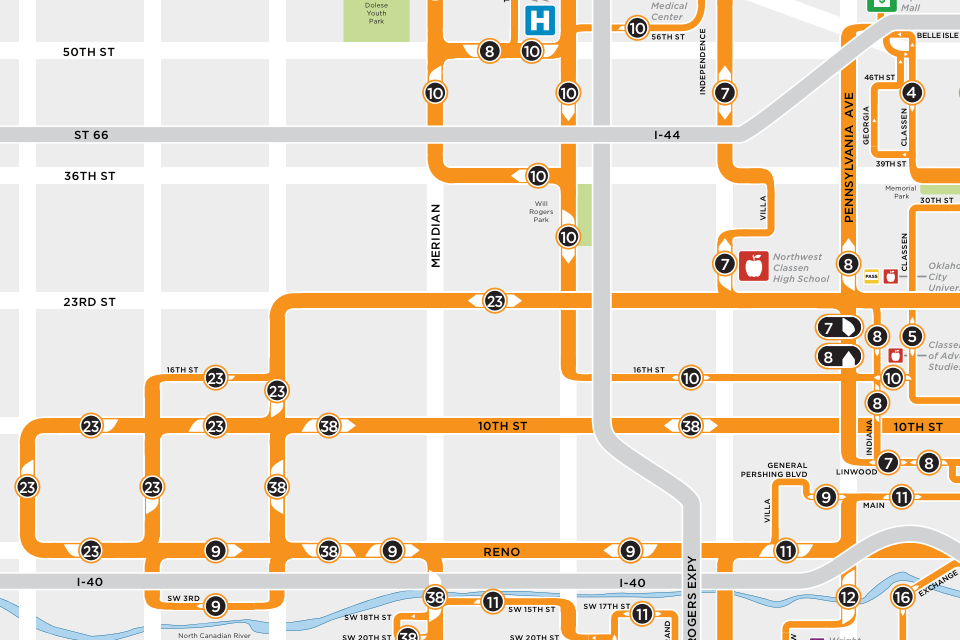 Dolese
Youth
Park
H
Medical
Center
Mall
10
56TH ST
BELLE ISLE
50TH ST
8
10
INDEPENDENCE
46TH ST
10
10
7
4
PENNSYLVANIA AVE
GEORGIA
CLASSEN
ST 66
I-44
39TH ST
36TH ST
10
Memorial
Park
30TH ST
MERIDIAN
Will
Rogers
Park
VILLA
10
CLASSEN
7
Northwest
Classen
High School
8
PASS
Oklaho
City
Univers
23RD ST
23
7
8
5
8
Classe
of Adva
Studies
16TH ST
23
16TH ST
10
10
23
8
23
23
38
10TH ST
38
10TH ST
INDIANA
GENERAL
PERSHING BLVD
LINWOOD
7
8
23
23
38
VILLA
9
11
MAIN
23
9
38
9
RENO
9
11
I-40
I-40
ROGERS EXPY
EXCHANGE
SW 3RD
9
38
11
SW 15TH ST
SW 17TH ST
11
12
16
SW 18TH ST
North Canadian River
SW 20TH ST
38
SW 20TH ST
AND
W
Wright